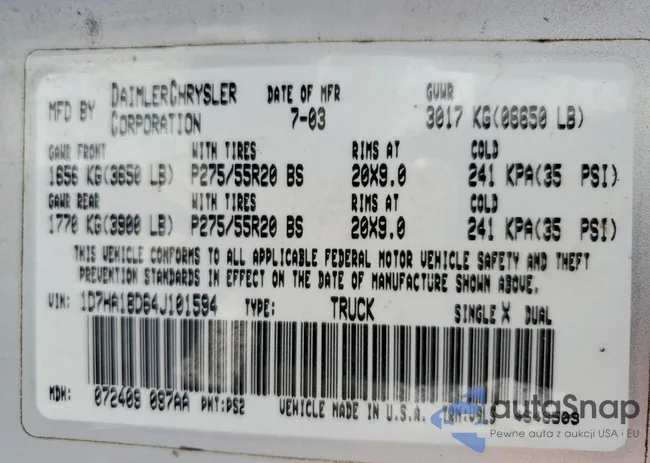 MFD BY DAIMLERCHRYSLER CORPORATION DATE OF MFR 7-03 GVWR 3017 KG(06650 LB)
GAWR FRONT WITH TIRES RIMS AT COLD
1656 KG(3650 LB) P275/55R20 BS 20X9.0 241 KPA(35 PSI)
GAWR REAR WITH TIRES RIMS AT COLD
1770 KG(3900 LB) P275/55R20 BS 20X9.0 241 KPA(35 PSI)
THIS VEHICLE CONFORMS TO ALL APPLICABLE FEDERAL MOTOR VEHICLE SAFETY AND THEFT
PREVENTION STANDARDS IN EFFECT ON THE DATE OF MANUFACTURE SHOWN ABOVE.
VIN: 1D7HA18D64J101594 TYPE: TRUCK SINGLE X DUAL
MDH: 072408 087AA PNT:PS2 VEHICLE MADE IN U.S.A.
autoSnap
Pewne auta z aukcji USA i EU